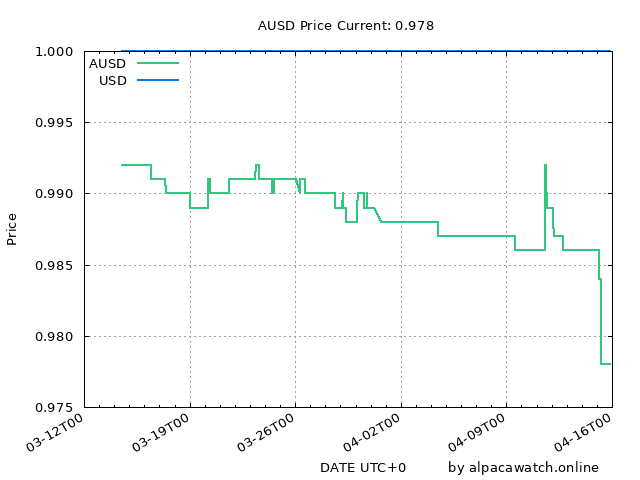 AUSD Price Current: 0.978
1.000
AUSD
USD
0.995
0.990
Price
0.985
0.980
0.975
03-12T00
03-19T00
03-26T00
04-02T00
04-09T00
04-16T00
DATE UTC+0
by alpacawatch.online